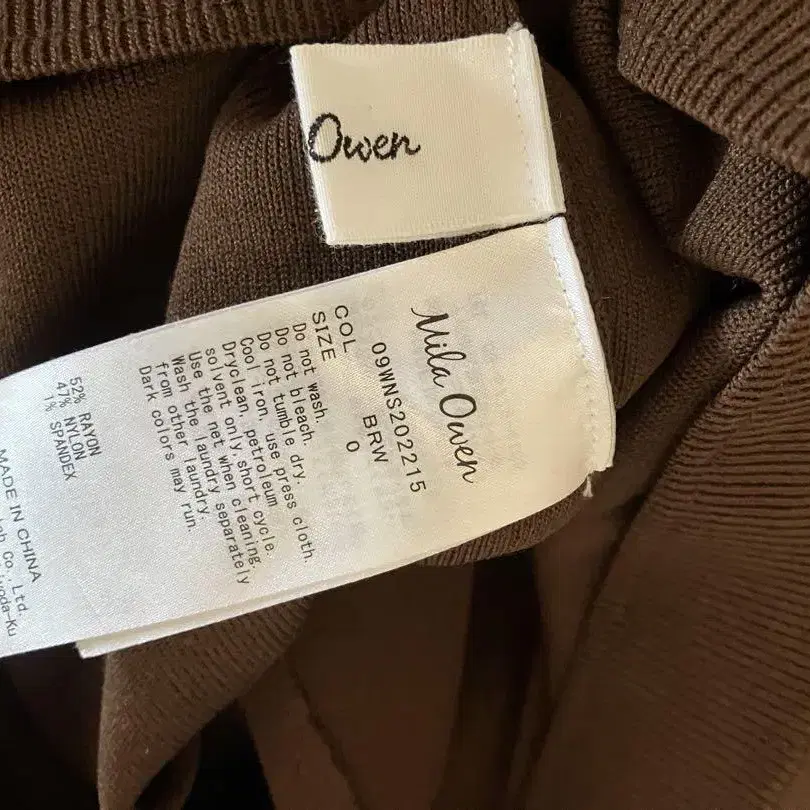 Owen
Mila Owen
09WNS202215
COL BRW
SIZE 0
Do not wash.
Do not bleach.
Do not tumble dry.
Cool iron, use press cloth.
Dryclean, petroleum
solvent only, short cycle.
Use the net when cleaning.
Wash the laundry separately
from other laundry.
Dark colors may run.
52% RAYON
47% NYLON
1% SPANDEX
MADE IN CHINA
Co., Ltd.